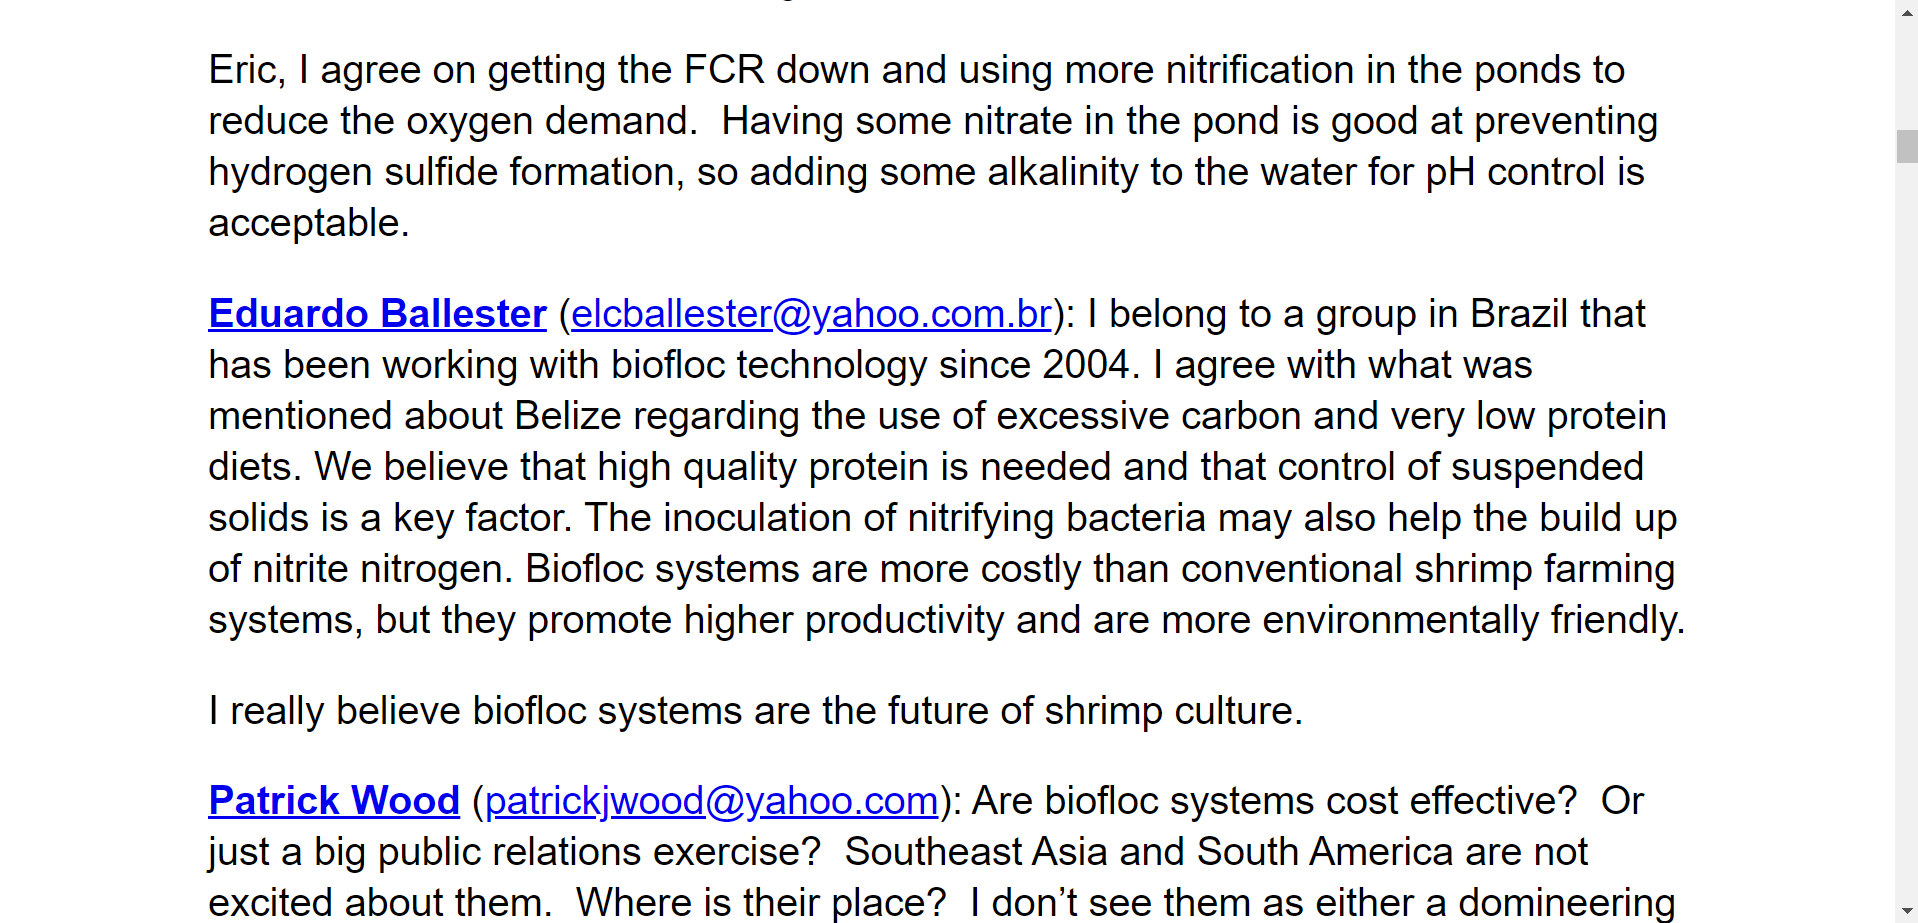 Eric, I agree on getting the FCR down and using more nitrification in the ponds to
reduce the oxygen demand.  Having some nitrate in the pond is good at preventing
hydrogen sulfide formation, so adding some alkalinity to the water for pH control is
acceptable.
Eduardo Ballester (elcballester@yahoo.com.br): I belong to a group in Brazil that
has been working with biofloc technology since 2004. I agree with what was
mentioned about Belize regarding the use of excessive carbon and very low protein
diets. We believe that high quality protein is needed and that control of suspended
solids is a key factor. The inoculation of nitrifying bacteria may also help the build up
of nitrite nitrogen. Biofloc systems are more costly than conventional shrimp farming
systems, but they promote higher productivity and are more environmentally friendly.
I really believe biofloc systems are the future of shrimp culture.
Patrick Wood (patrickjwood@yahoo.com): Are biofloc systems cost effective?  Or
just a big public relations exercise?  Southeast Asia and South America are not
excited about them.  Where is their place?  I don’t see them as either a domineering